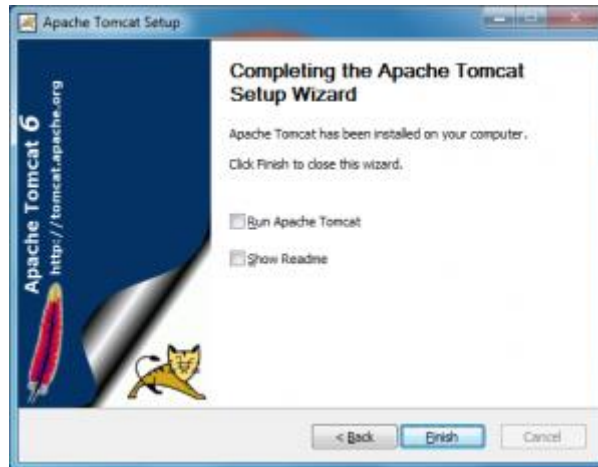 Apache Tomcat Setup
Apache Tomcat 6
http://tomcat.apache.org
Completing the Apache Tomcat
Setup Wizard
Apache Tomcat has been installed on your computer.
Click Finish to close this wizard.
Run Apache Tomcat
Show Readme
< Back
Finish
Cancel